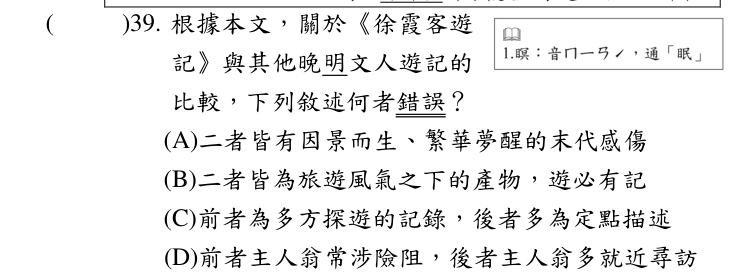 (　　)39. 根據本文，關於《徐霞客遊
記》與其他晚明文人遊記的
比較，下列敘述何者錯誤？
(A)二者皆有因景而生、繁華夢醒的末代感傷
(B)二者皆為旅遊風氣之下的產物，遊必有記
(C)前者為多方探遊的記錄，後者多為定點描述
(D)前者主人翁常涉險阻，後者主人翁多就近尋訪
1.瞑：音ㄇㄧㄢˊ，通「眠」